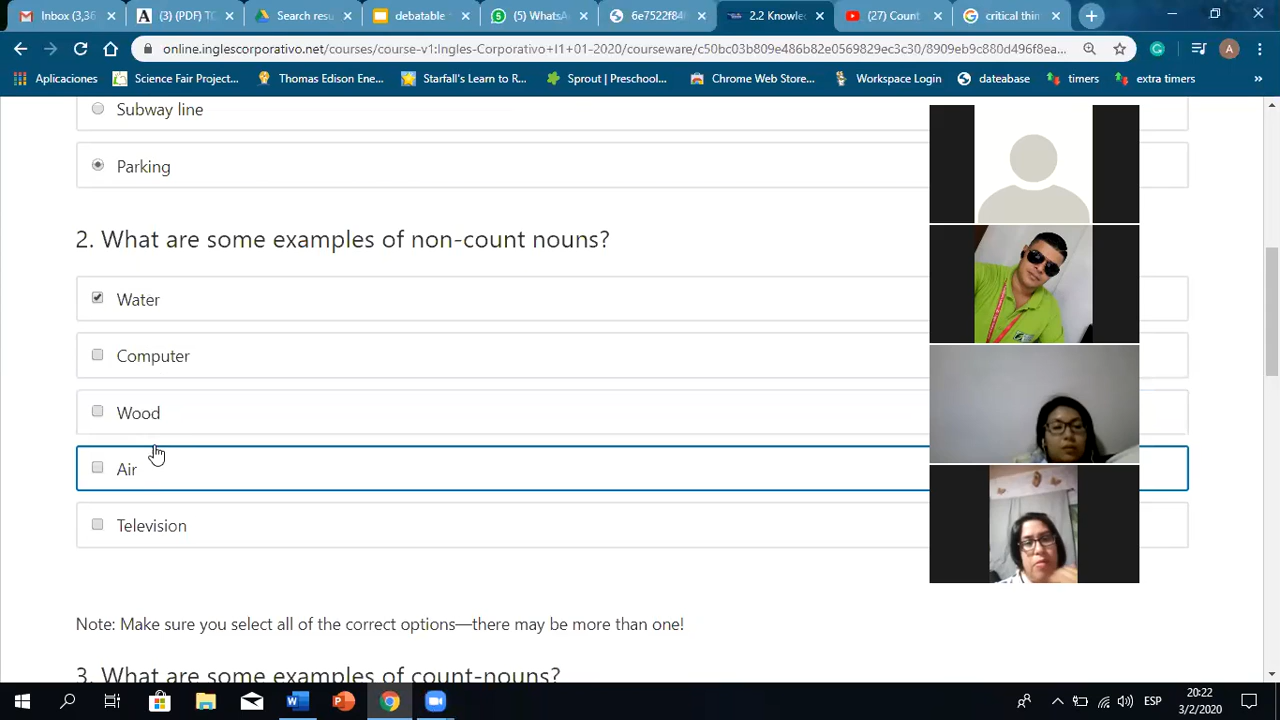 Inbox (3,36
(3) (PDF) TC
Search resu
debatable
(5) WhatsA
6e7522f84f
2.2 Knowle
(27) Count
critical thin
online.inglescorporativo.net/courses/course-v1:Ingles-Corporativo+I1+01-2020/courseware/c50bc03b809e486b82e0569829ec3c30/8909eb9c880d496f8ea...
A
Aplicaciones
Science Fair Project...
Thomas Edison Ene...
Starfall's Learn to R...
Sprout | Preschool...
Chrome Web Store...
Workspace Login
dateabase
timers
extra timers
»
Subway line
Parking
2. What are some examples of non-count nouns?
Water
Computer
Wood
Air
Television
Note: Make sure you select all of the correct options—there may be more than one!
3. What are some examples of count-nouns?
ESP
20:22
3/2/2020